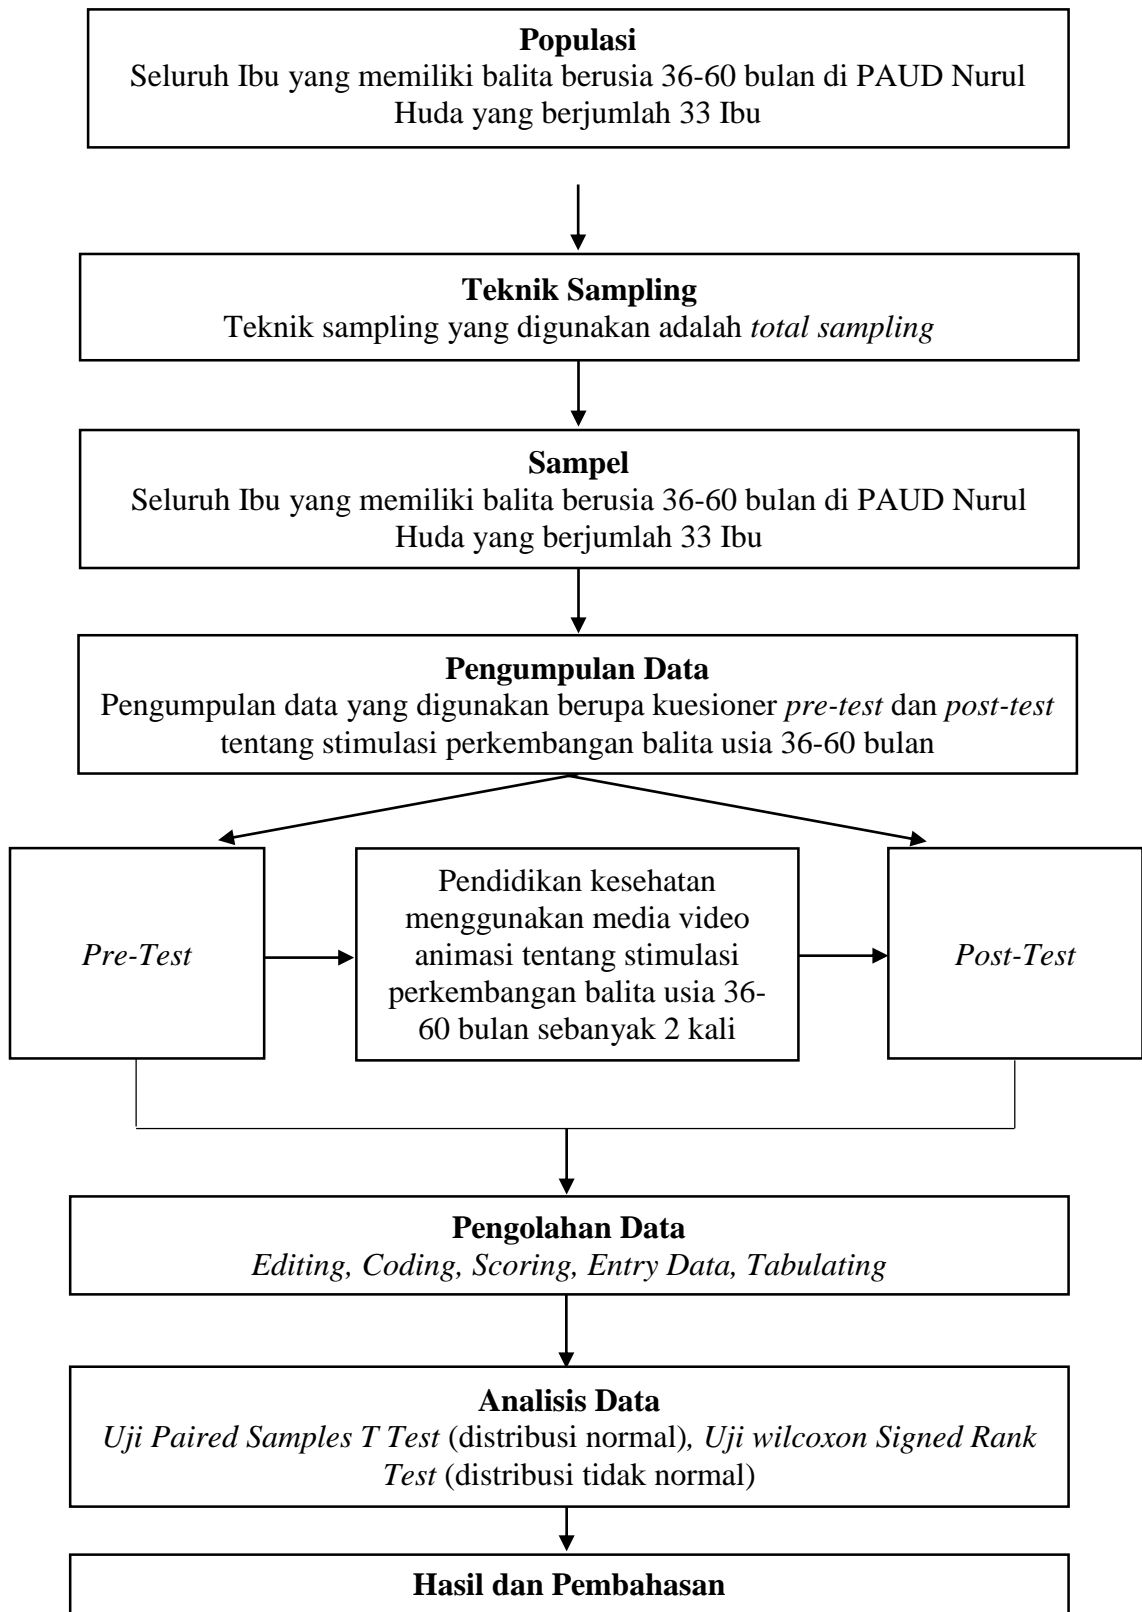 Populasi
Seluruh Ibu yang memiliki balita berusia 36-60 bulan di PAUD Nurul
Huda yang berjumlah 33 Ibu
Teknik Sampling
Teknik sampling yang digunakan adalah total sampling
Sampel
Seluruh Ibu yang memiliki balita berusia 36-60 bulan di PAUD Nurul
Huda yang berjumlah 33 Ibu
Pengumpulan Data
Pengumpulan data yang digunakan berupa kuesioner pre-test dan post-test
tentang stimulasi perkembangan balita usia 36-60 bulan
Pre-Test
Pendidikan kesehatan
menggunakan media video
animasi tentang stimulasi
perkembangan balita usia 36-
60 bulan sebanyak 2 kali
Post-Test
Pengolahan Data
Editing, Coding, Scoring, Entry Data, Tabulating
Analisis Data
Uji Paired Samples T Test (distribusi normal), Uji wilcoxon Signed Rank
Test (distribusi tidak normal)
Hasil dan Pembahasan